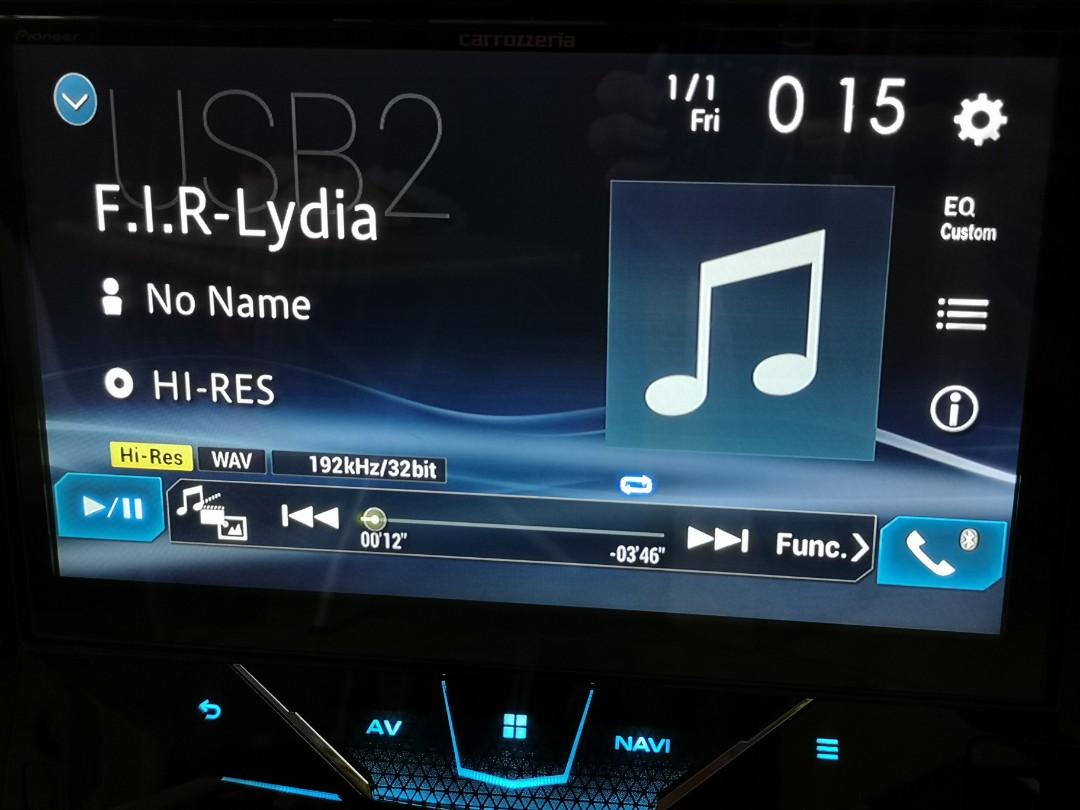 Pioneer
carrozzeria
USB2
1/1
Fri
0 15
F.I.R-Lydia
EQ
Custom
No Name
HI-RES
Hi-Res WAV 192kHz/32bit
00'12"
-03'46"
Func.
AV
NAVI